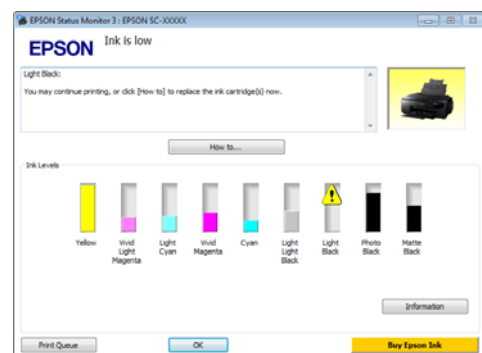 EPSON Status Monitor 3 : EPSON SC-XXXXX
EPSON
Ink is low
Light Black:
You may continue printing, or click [How to] to replace the ink cartridge(s) now.
How to...
Ink Levels
Yellow
Vivid Light Magenta
Light Cyan
Vivid Magenta
Cyan
Light Light Black
Light Black
Photo Black
Matte Black
Information
Print Queue
OK
Buy Epson Ink